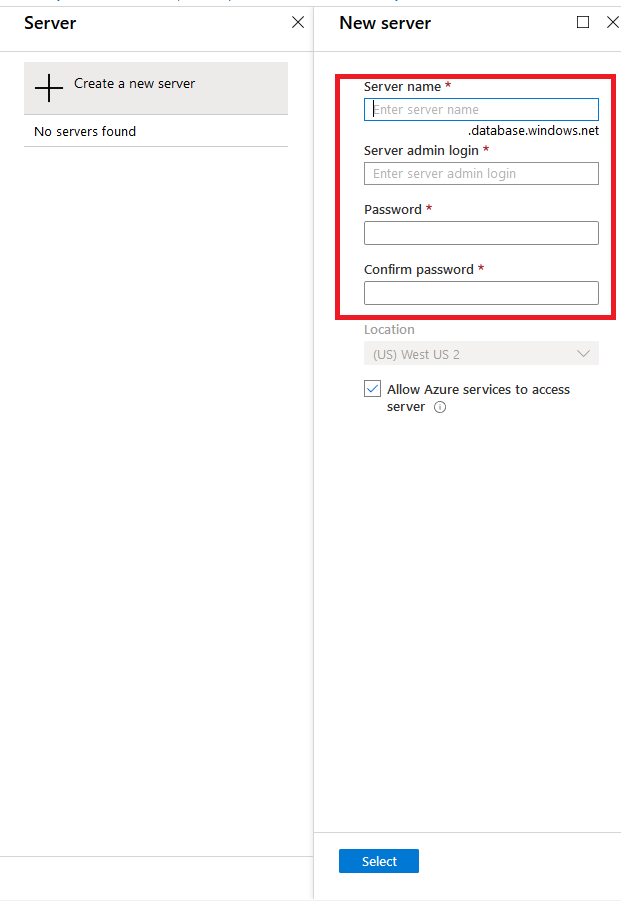 Server
Create a new server
No servers found
New server
Server name *
Enter server name
.database.windows.net
Server admin login *
Enter server admin login
Password *
Confirm password *
Location
(US) West US 2
Allow Azure services to access
server
Select